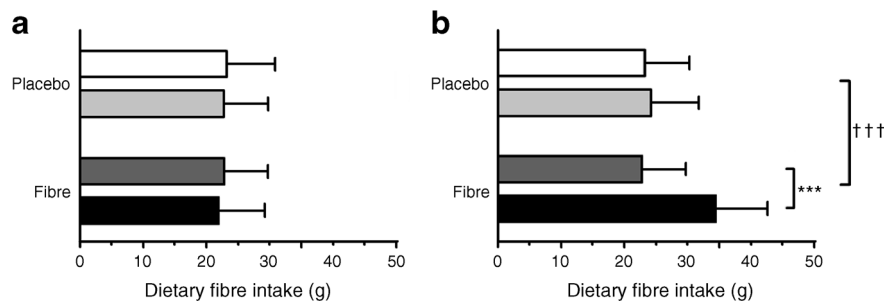 a
Placebo
Fibre
0 10 20 30 40 50
Dietary fibre intake (g)
b
Placebo
Fibre
†††
***
0 10 20 30 40 50
Dietary fibre intake (g)